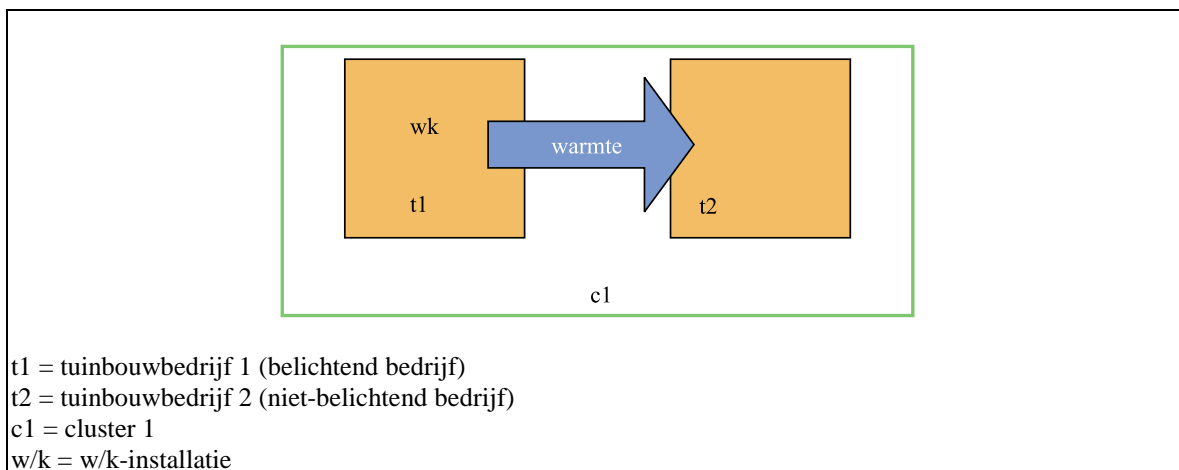 wk
warmte
t1
t2
c1
t1 = tuinbouwbedrijf 1 (belichtend bedrijf)
t2 = tuinbouwbedrijf 2 (niet-belichtend bedrijf)
c1 = cluster 1
w/k = w/k-installatie